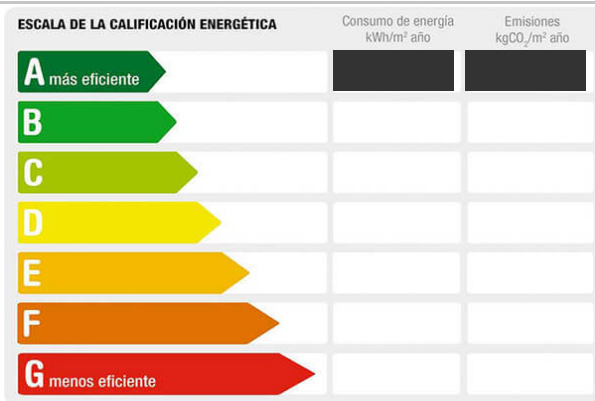 ESCALA DE LA CALIFICACIÓN ENERGÉTICA
Consumo de energía
kWh/m² año
Emisiones
kgCO₂/m² año
A más eficiente
B
C
D
E
F
G menos eficiente